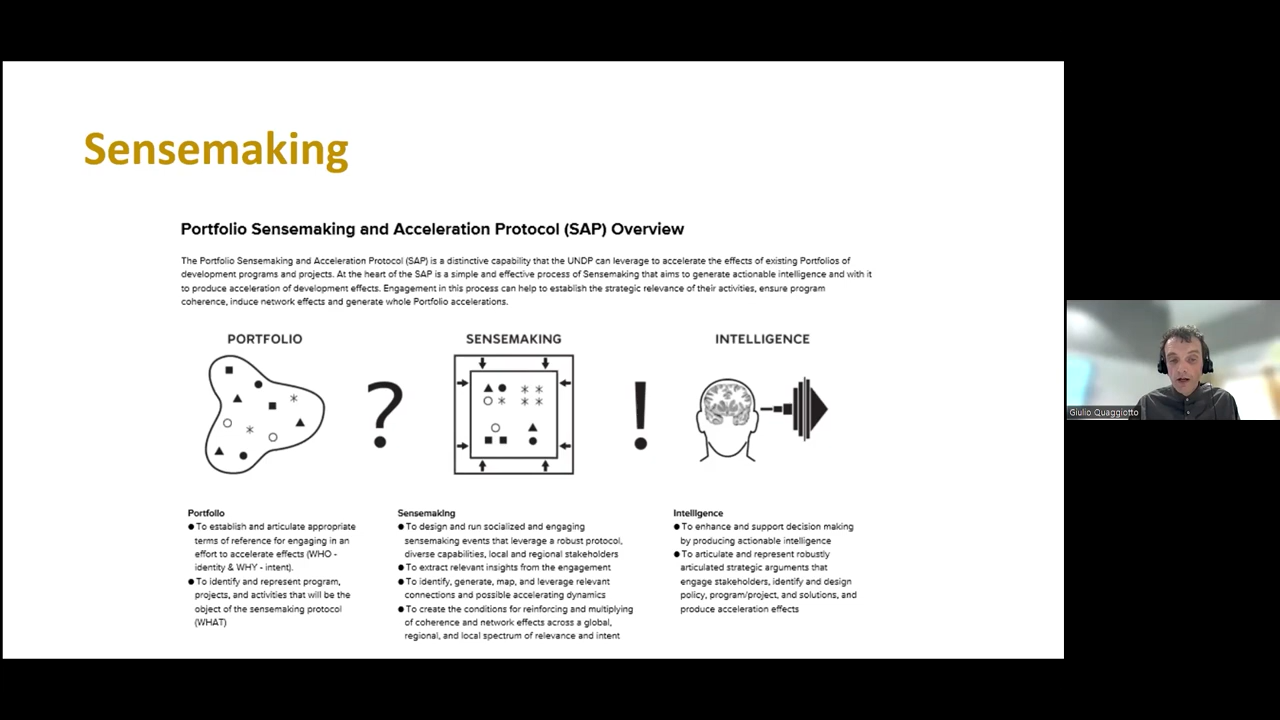 Sensemaking
Portfolio Sensemaking and Acceleration Protocol (SAP) Overview
The Portfolio Sensemaking and Acceleration Protocol (SAP) is a distinctive capability that the UNDP can leverage to accelerate the effects of existing Portfolios of
development programs and projects. At the heart of the SAP is a simple and effective process of Sensemaking that aims to generate actionable intelligence and with it
to produce acceleration of development effects. Engagement in this process can help to establish the strategic relevance of their activities, ensure program
coherence, induce network effects and generate whole Portfolio accelerations.
PORTFOLIO
?
SENSEMAKING
!
INTELLIGENCE
Portfolio
● To establish and articulate appropriate
terms of reference for engaging in an
effort to accelerate effects (WHO -
identity & WHY - intent).
● To identify and represent program,
projects, and activities that will be the
object of the sensemaking protocol
(WHAT)
Sensemaking
● To design and run socialized and engaging
sensemaking events that leverage a robust protocol,
diverse capabilities, local and regional stakeholders
● To extract relevant insights from the engagement
● To identify, generate, map, and leverage relevant
connections and possible accelerating dynamics
● To create the conditions for reinforcing and multiplying
of coherence and network effects across a global,
regional, and local spectrum of relevance and intent
Intelligence
● To enhance and support decision making
by producing actionable intelligence
● To articulate and represent robustly
articulated strategic arguments that
engage stakeholders, identify and design
policy, program/project, and solutions, and
produce acceleration effects
Giulio Quaggiotto